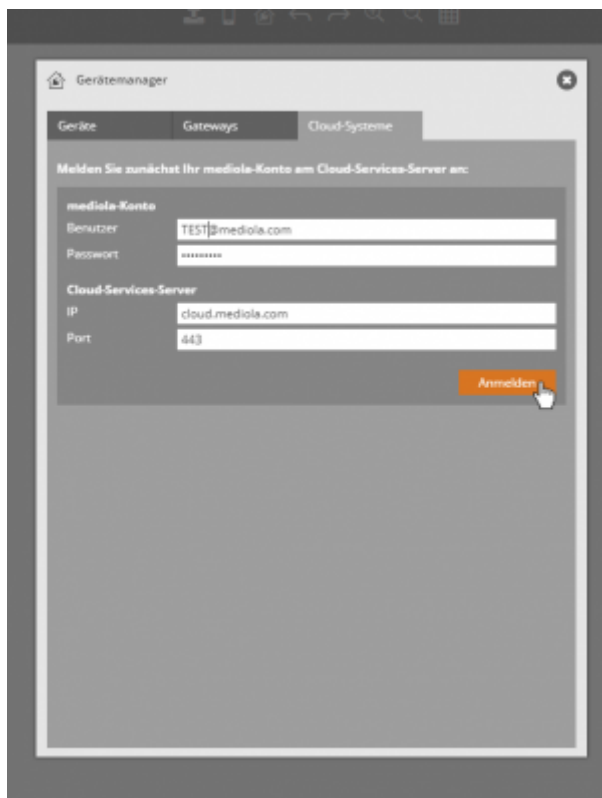 Gerätemanager
Geräte Gateways Cloud-Systeme
Melden Sie zunächst Ihr mediola-Konto am Cloud-Services-Server an:
mediola-Konto
Benutzer TEST@mediola.com
Passwort •••••••••
Cloud-Services-Server
IP cloud.mediola.com
Port 443
Anmelden